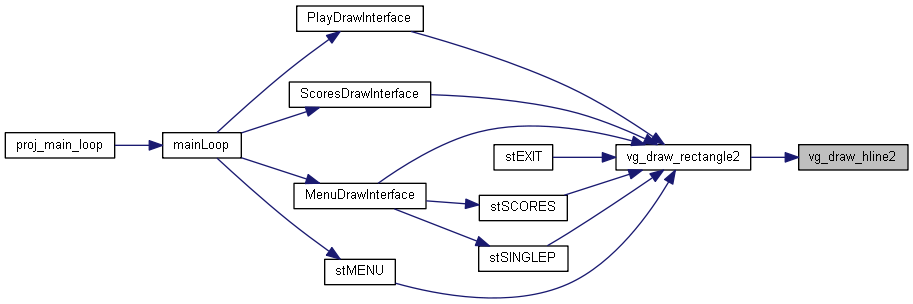 PlayDrawInterface
ScoresDrawInterface
proj_main_loop
mainLoop
stEXIT
vg_draw_rectangle2
vg_draw_hline2
MenuDrawInterface
stSCORES
stSINGLEP
stMENU